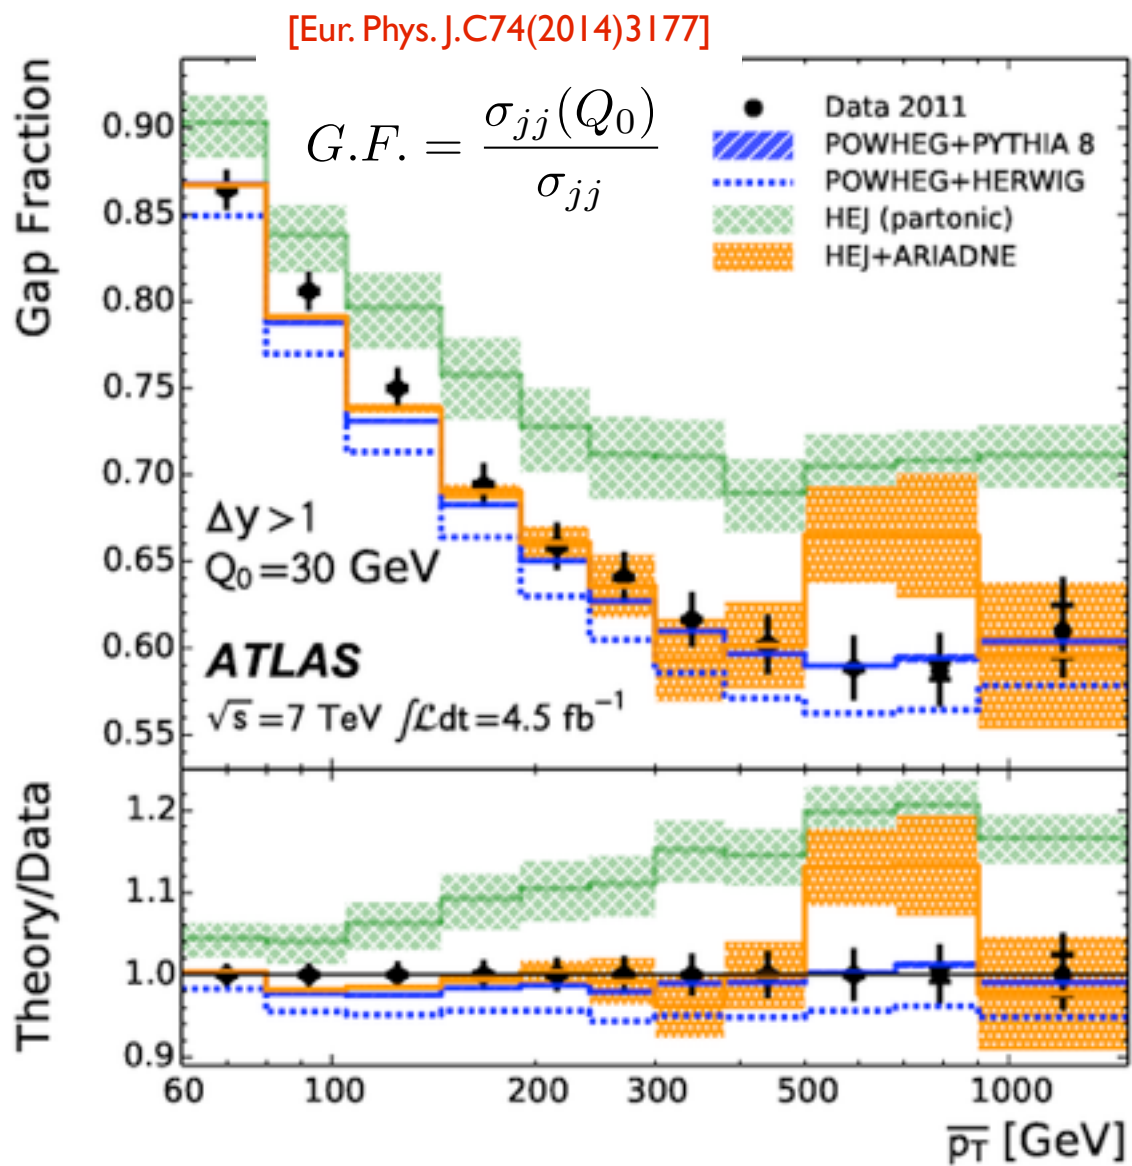 [Eur. Phys. J.C74(2014)3177]
G.F. = σjj(Q0) / σjj
Data 2011
POWHEG+PYTHIA 8
POWHEG+HERWIG
HEJ (partonic)
HEJ+ARIADNE
Gap Fraction
0.90
0.85
0.80
0.75
0.70
0.65
0.60
0.55
Δy>1
Q0=30 GeV
ATLAS
√s=7 TeV ∫ℒdt=4.5 fb⁻¹
Theory/Data
1.2
1.1
1.0
0.9
60 100 200 300 500 1000
p̅T̅ [GeV]